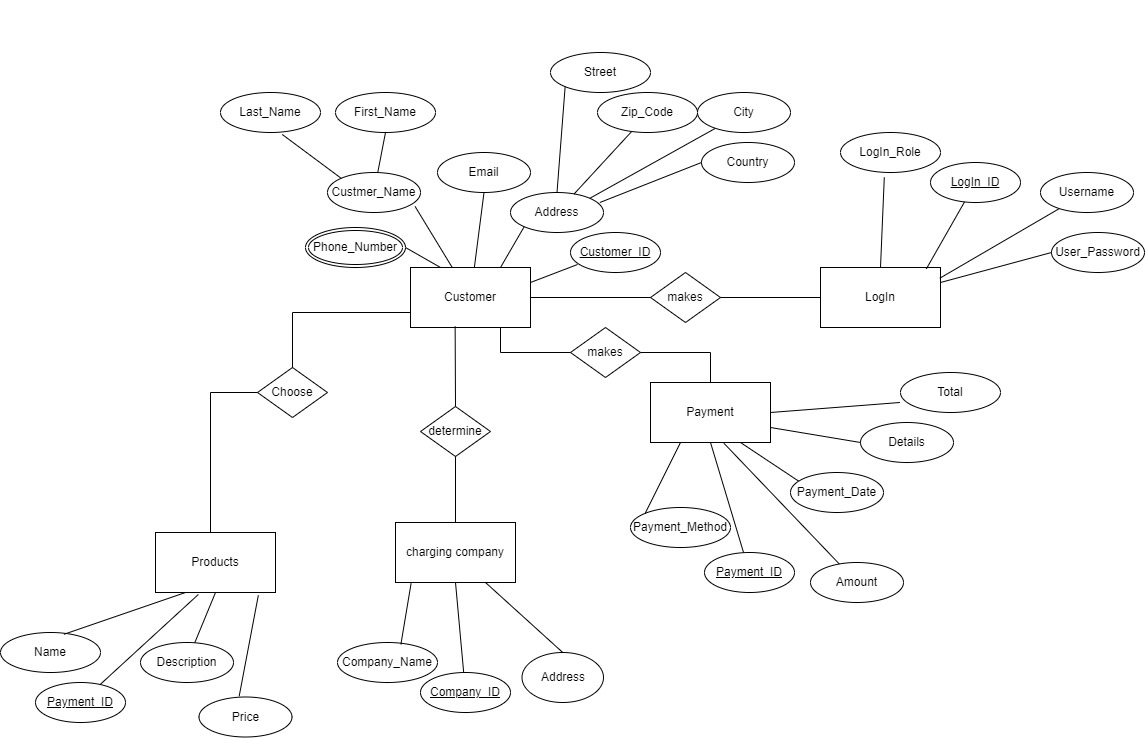 Street
Last_Name
First_Name
Zip_Code
City
LogIn_Role
Country
Email
LogIn_ID
Custmer_Name
Username
Address
Phone_Number
Customer_ID
User_Password
Customer
makes
LogIn
makes
Choose
Total
Payment
determine
Details
Payment_Date
Payment_Method
charging company
Products
Payment_ID
Amount
Name
Description
Company_Name
Address
Company_ID
Payment_ID
Price